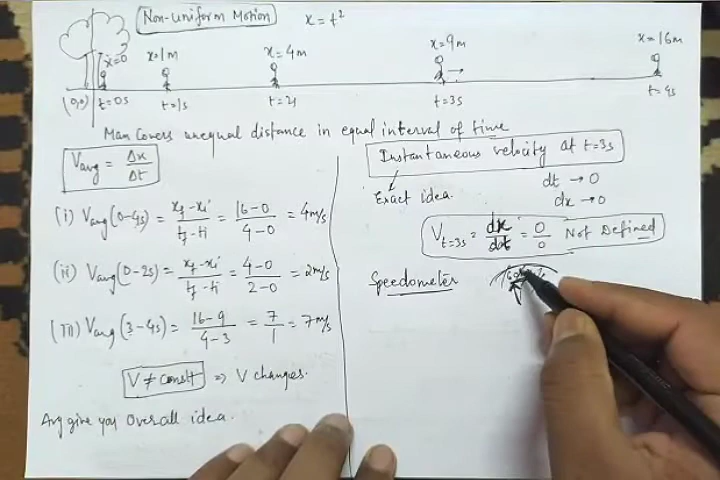 Non-Uniform Motion x = t²
x=0 x=1m x=4m x=9m x=16m
(0,0) t=0s t=1s t=2s t=3s t=4s
Man Covers unequal distance in equal interval of time
Vavg = Δx/Δt
(i) Vavg(0-4s) = xf-xi/tf-ti = 16-0/4-0 = 4m/s
(ii) Vavg(0-2s) = xf-xi/tf-ti = 4-0/2-0 = 2m/s
(III) Vavg(3-4s) = 16-9/4-3 = 7/1 = 7m/s
V ≠ const ⇒ V changes.
Avg give you Overall idea.
Instantaneous velocity at t=3s
Exact idea.
dt → 0
dx → 0
Vt=3s = dx/dt = 0/0 Not Defined
Speedometer